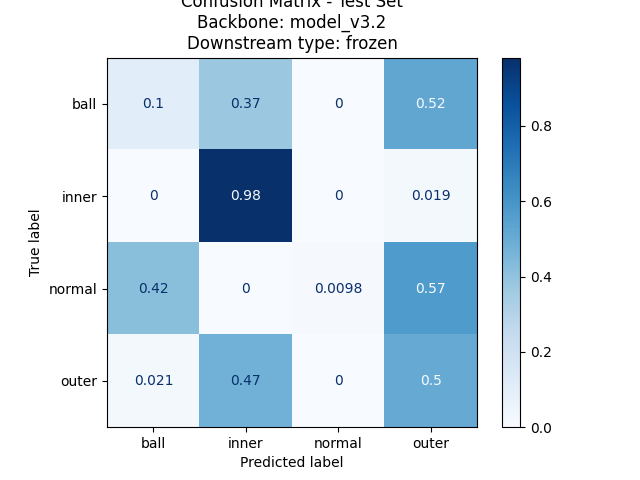 Confusion Matrix - Test Set
Backbone: model_v3.2
Downstream type: frozen
ball 0.1 0.37 0 0.52
inner 0 0.98 0 0.019
normal 0.42 0 0.0098 0.57
outer 0.021 0.47 0 0.5
ball inner normal outer
Predicted label
True label
0.8
0.6
0.4
0.2
0.0